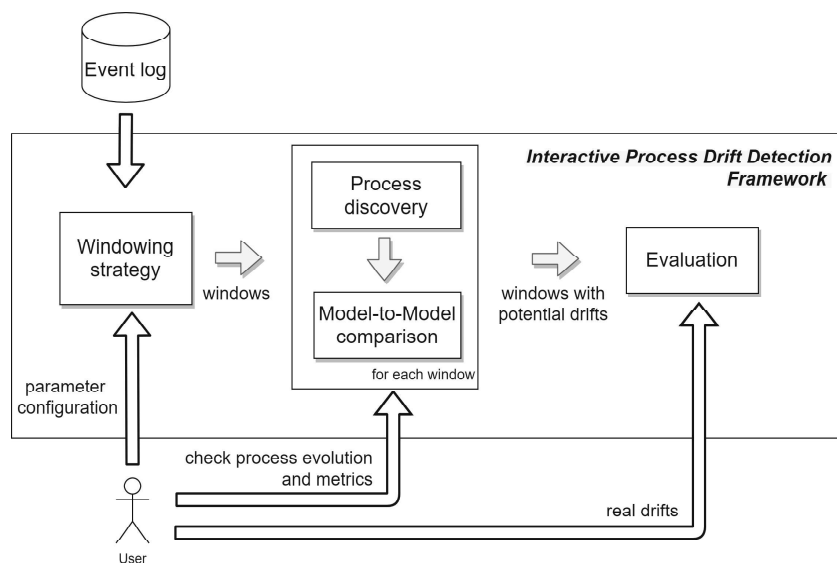 Event log
Interactive Process Drift Detection
Framework
Process
discovery
Windowing
strategy
windows
Model-to-Model
comparison
for each window
windows with
potential drifts
Evaluation
parameter
configuration
check process evolution
and metrics
real drifts
User